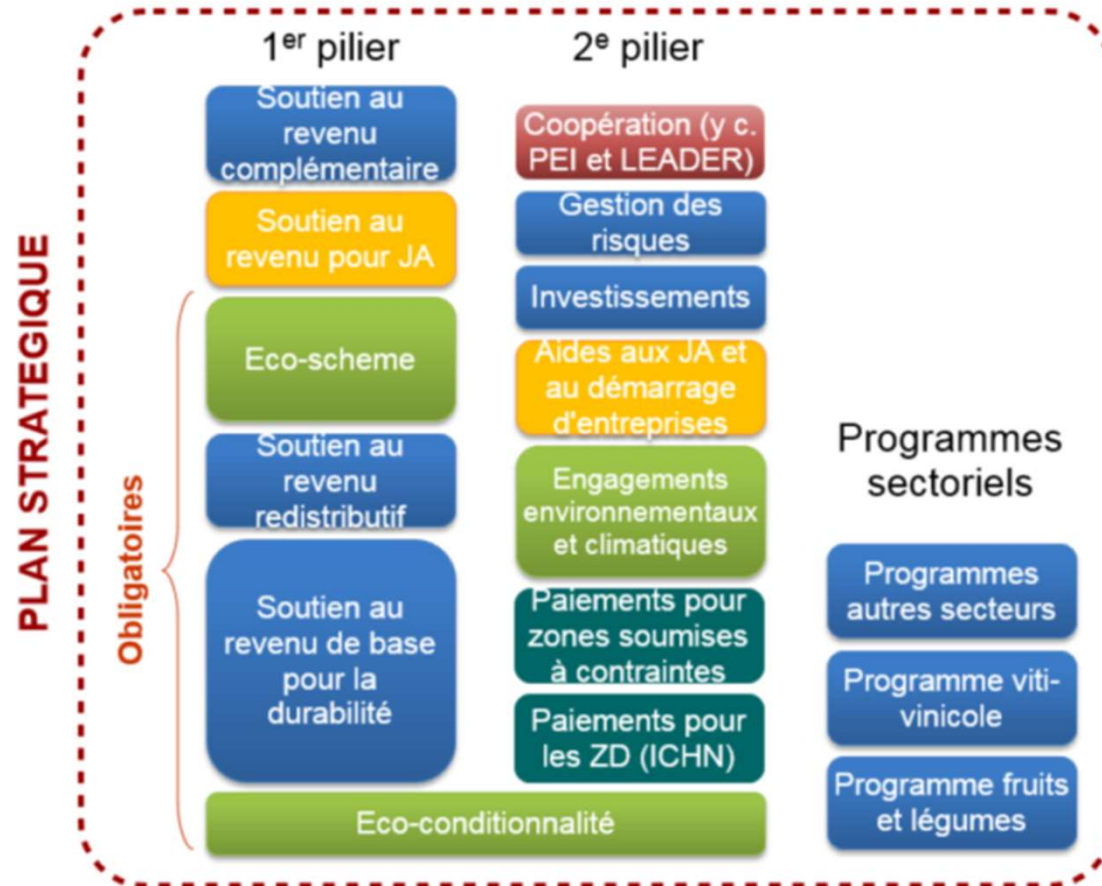 PLAN STRATEGIQUE
1er pilier
Soutien au
revenu
complémentaire
Soutien au
revenu pour JA
Obligatoires
Eco-scheme
Soutien au
revenu
redistributif
Soutien au
revenu de base
pour la
durabilité
2e pilier
Coopération (y c.
PEI et LEADER)
Gestion des
risques
Investissements
Aides aux JA et
au démarrage
d'entreprises
Engagements
environnementaux
et climatiques
Paiements pour
zones soumises
à contraintes
Paiements pour
les ZD (ICHN)
Eco-conditionnalité
Programmes
sectoriels
Programmes
autres secteurs
Programme viti-
vinicole
Programme fruits
et légumes